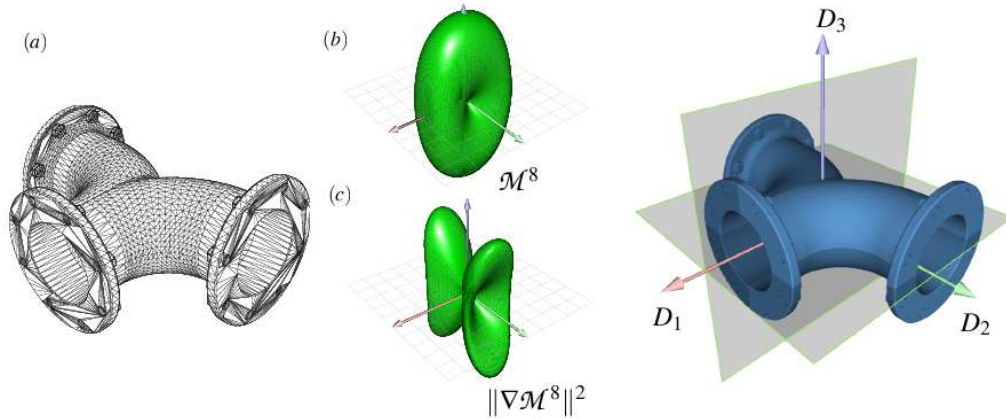 (a)
(b)
ℳ⁸
(c)
‖∇ℳ⁸‖²
D₃
D₁
D₂